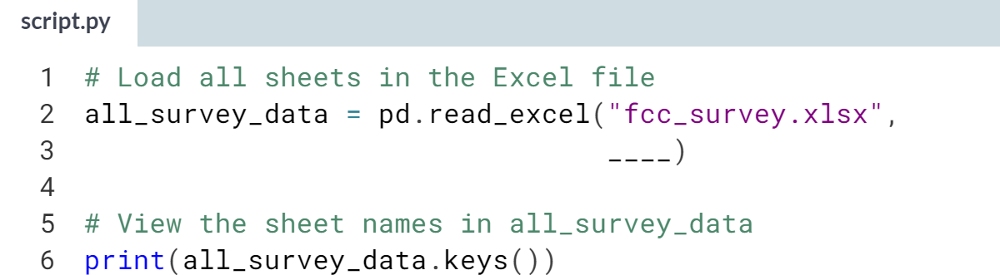 script.py
1 # Load all sheets in the Excel file
2 all_survey_data = pd.read_excel("fcc_survey.xlsx",
3                                 ____)
4
5 # View the sheet names in all_survey_data
6 print(all_survey_data.keys())